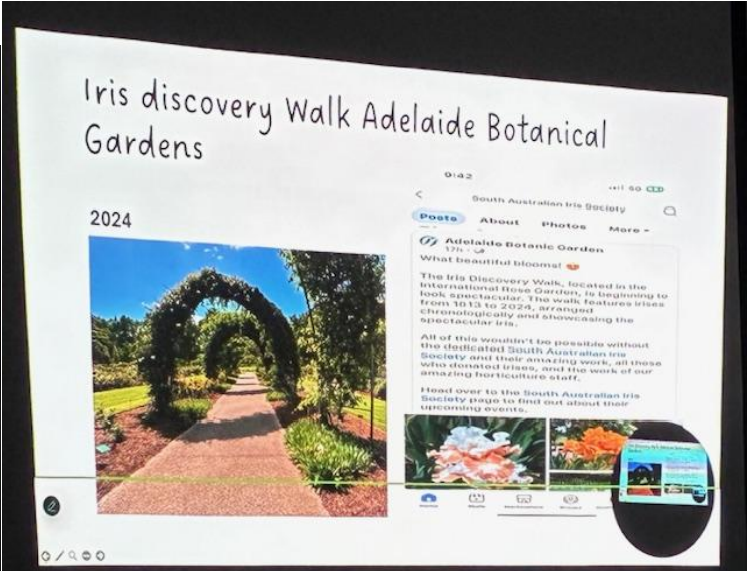 Iris discovery Walk Adelaide Botanical
Gardens
2024
9:42
South Australian Iris Society
Posts About Photos More
Adelaide Botanic Garden
17h
What beautiful blooms!
The Iris Discovery Walk, located in the
International Rose Garden, is beginning to
look spectacular. The walk features irises
from 1613 to 2024, arranged
chronologically and showcasing the
spectacular iris.
All of this wouldn't be possible without
the dedicated South Australian Iris
Society and their amazing work, all those
who donated irises, and the work of our
amazing horticulture staff.
Head over to the South Australian Iris
Society page to find out about their
upcoming events.
Home
2